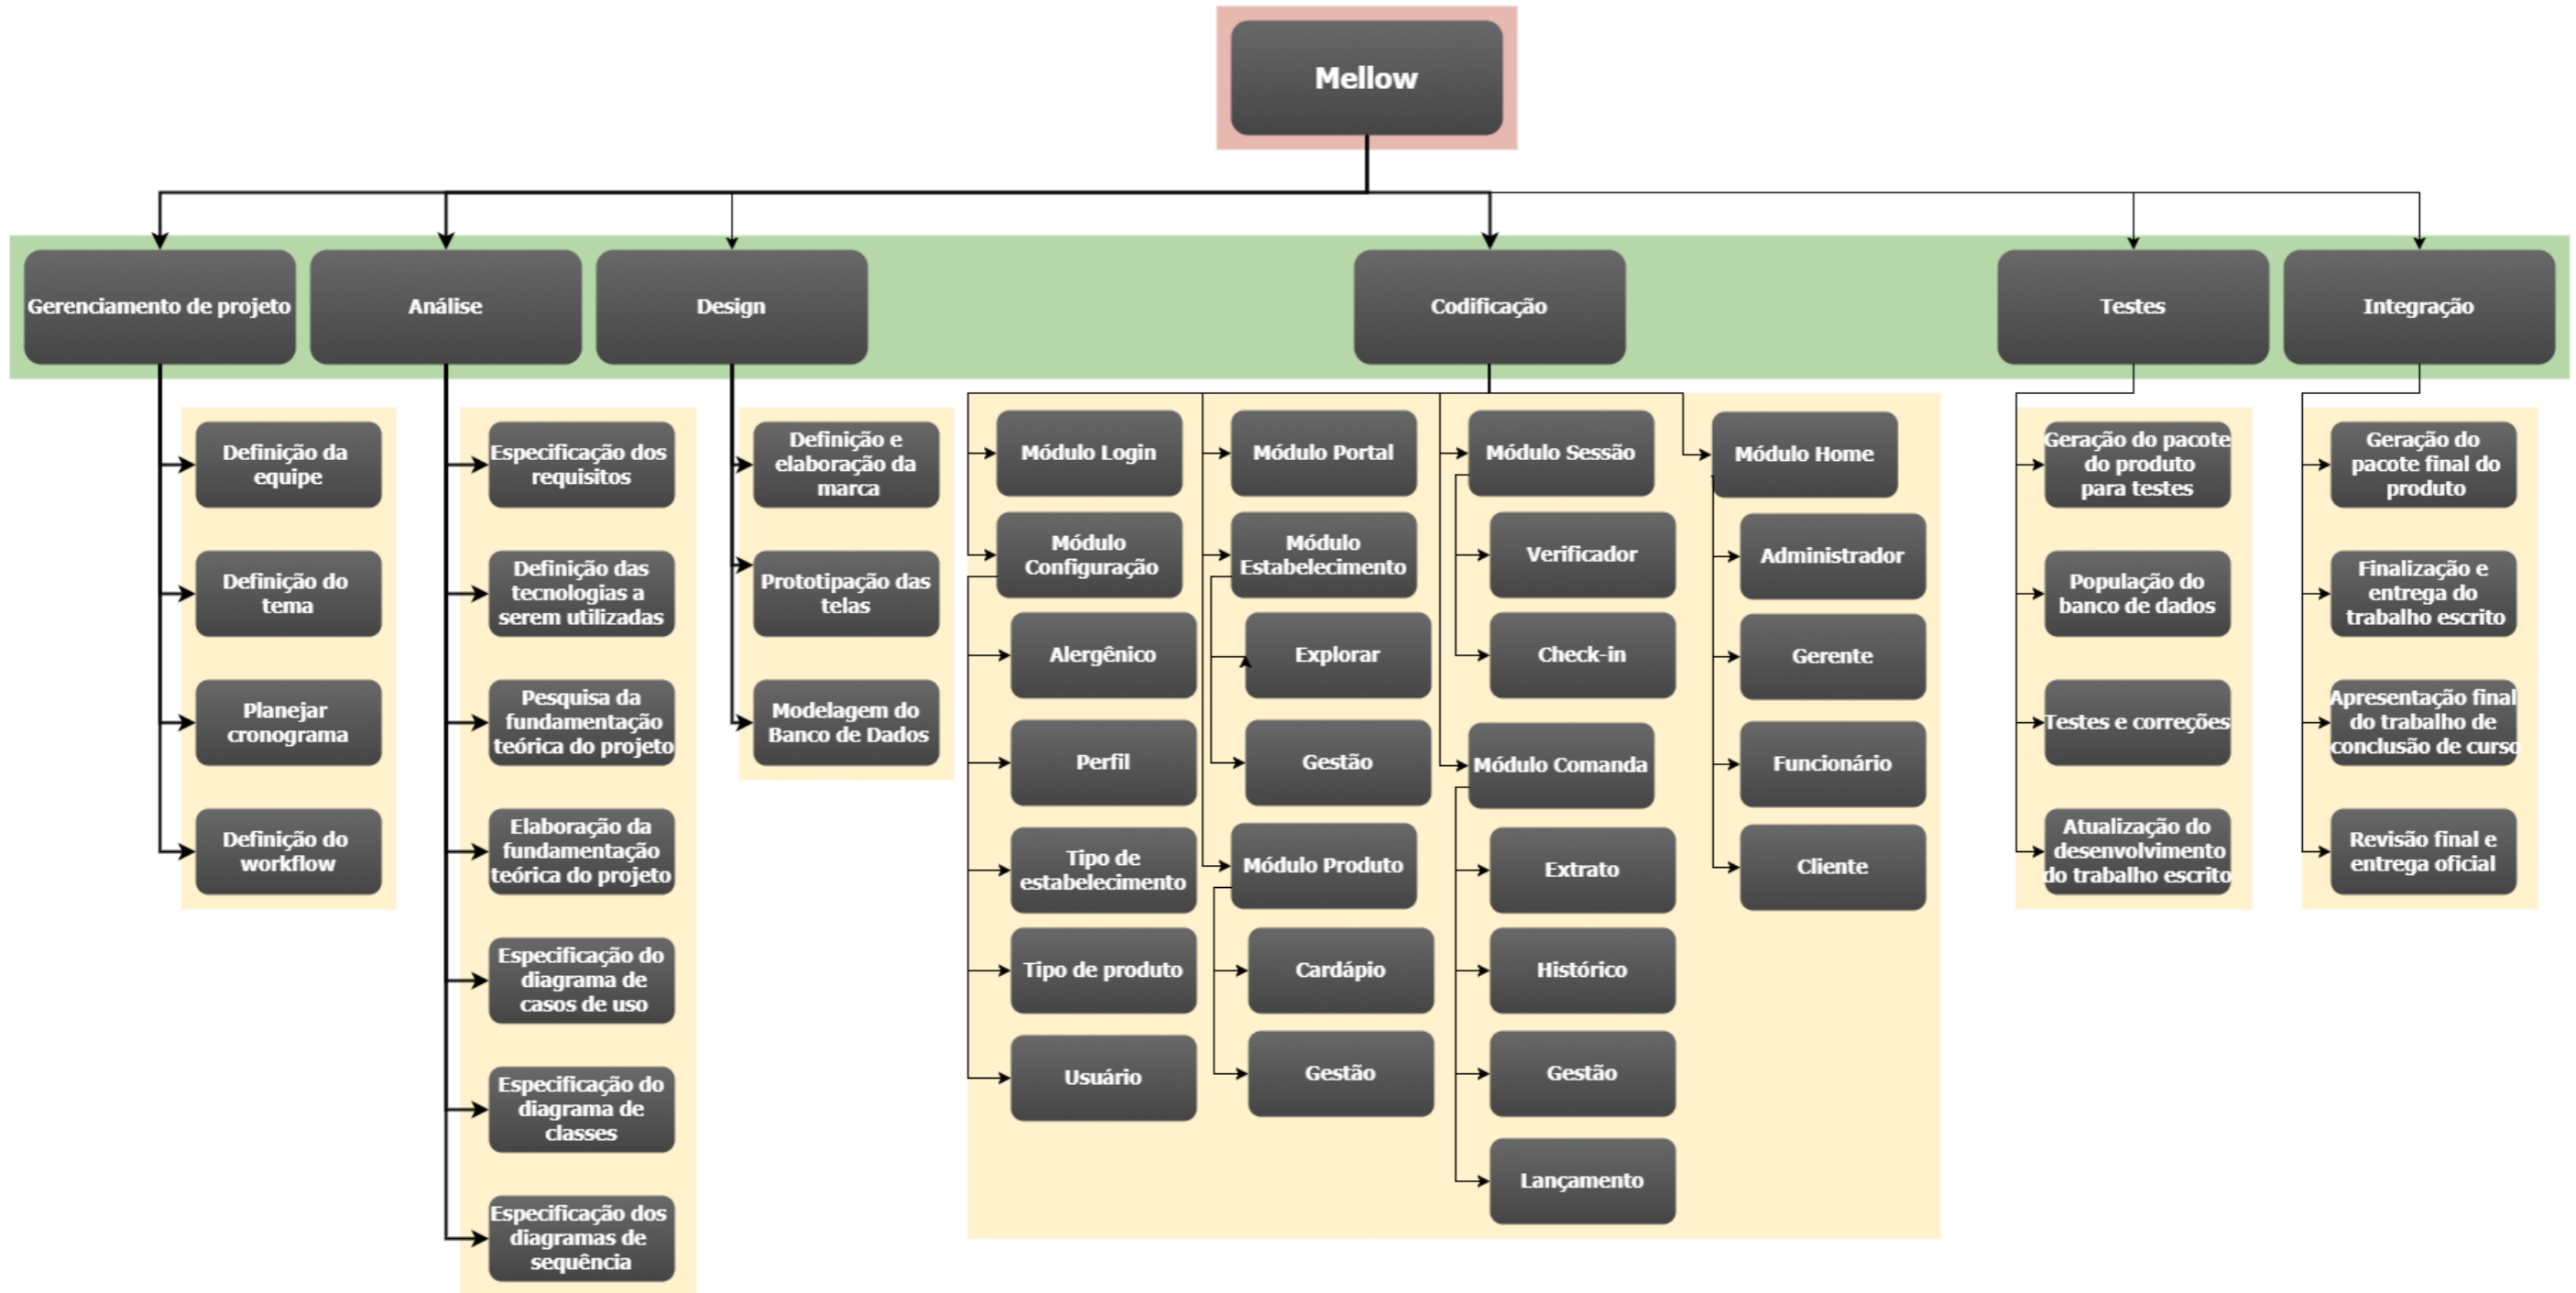 Mellow
Gerenciamento de projeto
Análise
Design
Codificação
Testes
Integração
Definição da
equipe
Definição do
tema
Planejar
cronograma
Definição do
workflow
Especificação dos
requisitos
Definição das
tecnologias a
serem utilizadas
Pesquisa da
fundamentação
teórica do projeto
Elaboração da
fundamentação
teórica do projeto
Especificação do
diagrama de
casos de uso
Especificação do
diagrama de
classes
Especificação dos
diagramas de
sequência
Definição e
elaboração da
marca
Prototipação das
telas
Modelagem do
Banco de Dados
Módulo Login
Módulo
Configuração
Alergênico
Perfil
Tipo de
estabelecimento
Tipo de produto
Usuário
Módulo Portal
Módulo
Estabelecimento
Explorar
Gestão
Módulo Produto
Cardápio
Gestão
Módulo Sessão
Verificador
Check-in
Módulo Comanda
Extrato
Histórico
Gestão
Lançamento
Módulo Home
Administrador
Gerente
Funcionário
Cliente
Geração do pacote
do produto
para testes
População do
banco de dados
Testes e correções
Atualização do
desenvolvimento
do trabalho escrito
Geração do
pacote final do
produto
Finalização e
entrega do
trabalho escrito
Apresentação final
do trabalho de
conclusão de curso
Revisão final e
entrega oficial